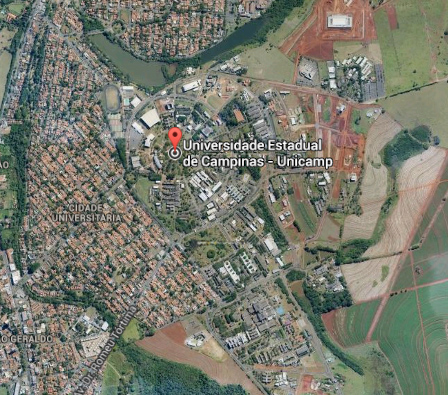 Universidade Estadual
de Campinas - Unicamp
CIDADE
UNIVERSITÁRIA
O GERALDO